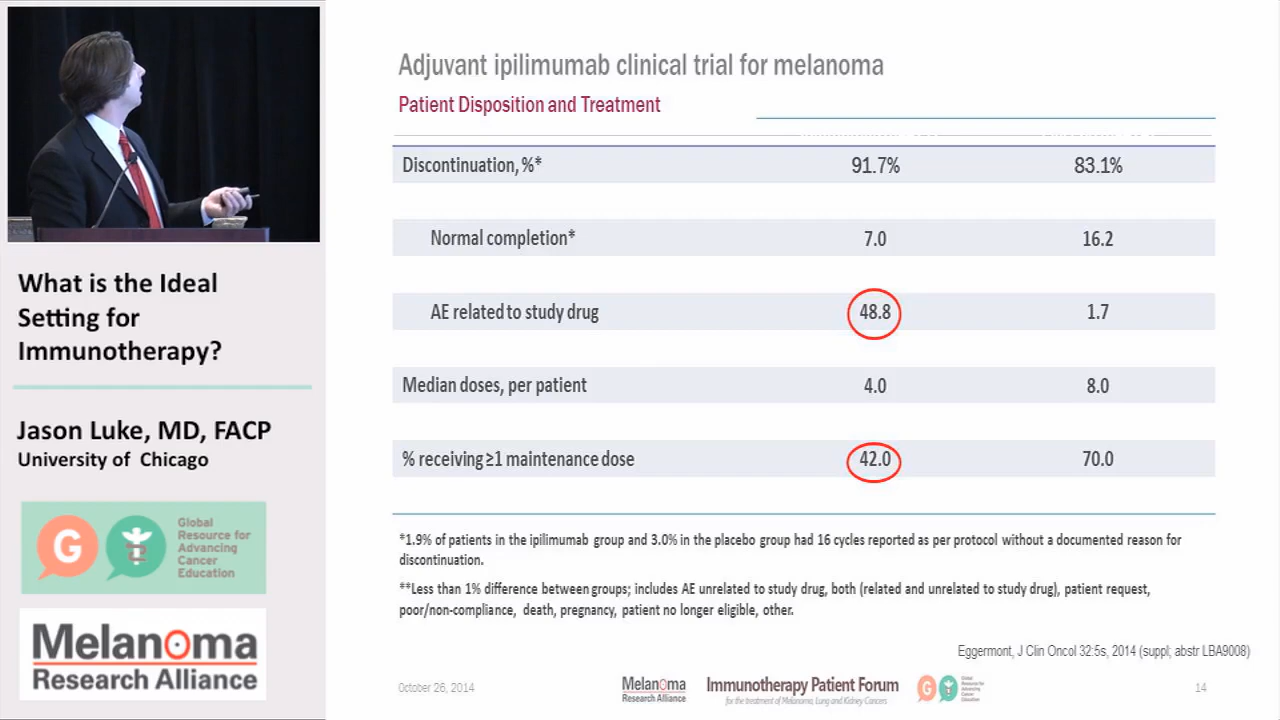 Adjuvant ipilimumab clinical trial for melanoma
Patient Disposition and Treatment
Discontinuation, %* 91.7% 83.1%
Normal completion* 7.0 16.2
AE related to study drug 48.8 1.7
Median doses, per patient 4.0 8.0
% receiving ≥1 maintenance dose 42.0 70.0
*1.9% of patients in the ipilimumab group and 3.0% in the placebo group had 16 cycles reported as per protocol without a documented reason for
discontinuation.
**Less than 1% difference between groups; includes AE unrelated to study drug, both (related and unrelated to study drug), patient request,
poor/non-compliance, death, pregnancy, patient no longer eligible, other.
Eggermont, J Clin Oncol 32:5s, 2014 (suppl; abstr LBA9008)
October 26, 2014
Melanoma
Research Alliance
Immunotherapy Patient Forum
for the treatment of Melanoma, Lung and Kidney Cancers
G
Global
Resource for
Advancing
Cancer
Education
14
What is the Ideal
Setting for
Immunotherapy?
Jason Luke, MD, FACP
University of Chicago
G
Global
Resource for
Advancing
Cancer
Education
Melanoma
Research Alliance